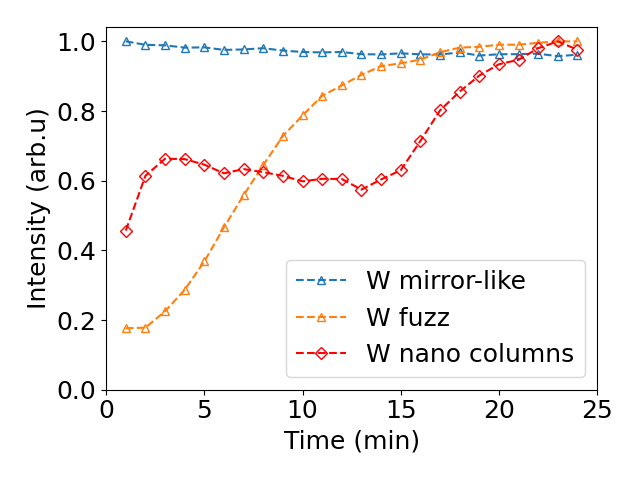 1.0
0.8
0.6
0.4
0.2
0.0
Intensity (arb.u)
W mirror-like
W fuzz
W nano columns
0 5 10 15 20 25
Time (min)